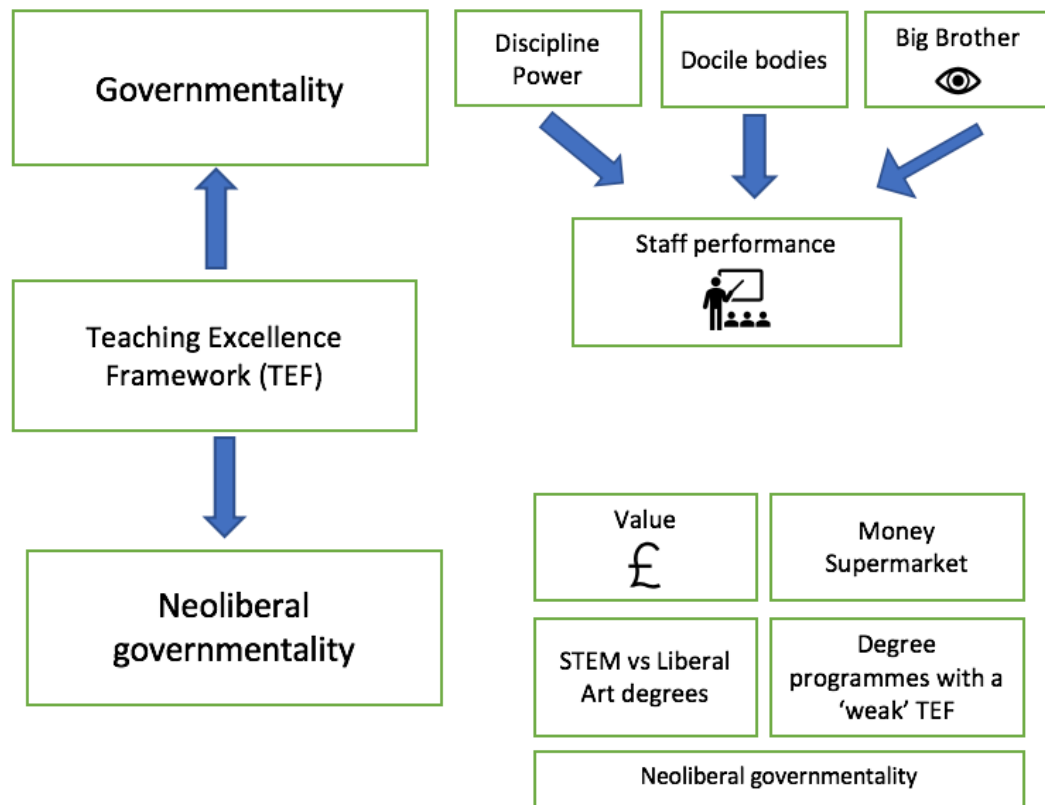 Governmentality
Discipline
Power
Docile bodies
Big Brother
Staff performance
Teaching Excellence
Framework (TEF)
Neoliberal
governmentality
Value
£
Money
Supermarket
STEM vs Liberal
Art degrees
Degree
programmes with a
‘weak’ TEF
Neoliberal governmentality